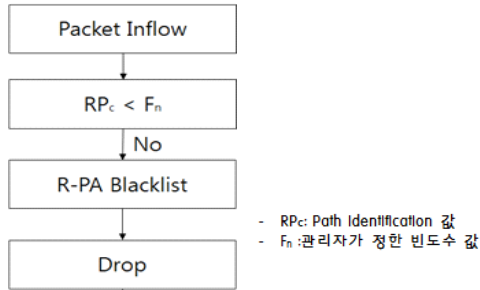 Packet Inflow
RPc < Fn
No
R-PA Blacklist
- RPc: Path Identification 값
- Fn :관리자가 정한 빈도수 값
Drop